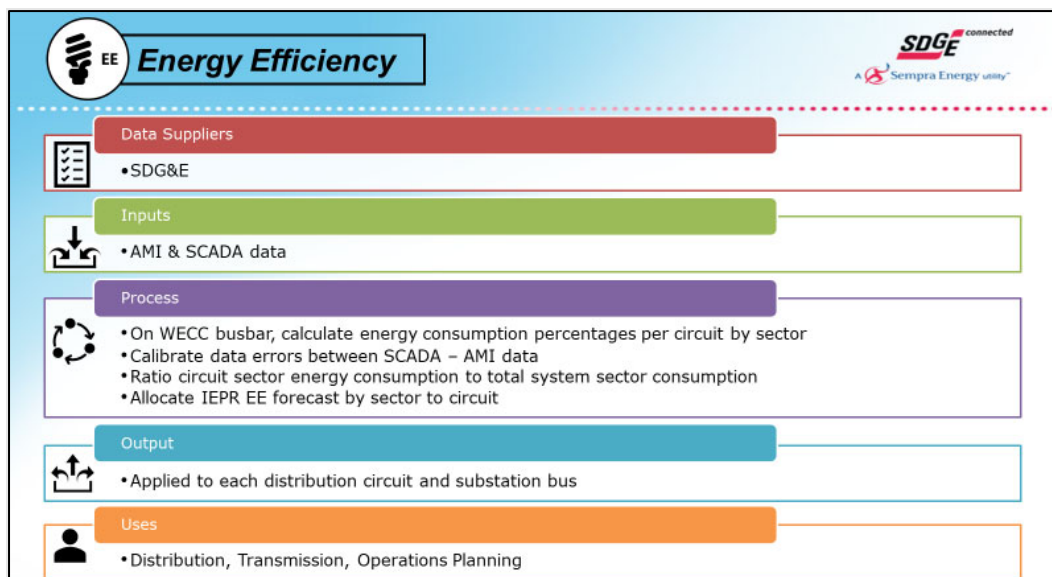 EE
Energy Efficiency
SDGE connected
A Sempra Energy utility™
Data Suppliers
•SDG&E
Inputs
•AMI & SCADA data
Process
•On WECC busbar, calculate energy consumption percentages per circuit by sector
•Calibrate data errors between SCADA – AMI data
•Ratio circuit sector energy consumption to total system sector consumption
•Allocate IEPR EE forecast by sector to circuit
Output
•Applied to each distribution circuit and substation bus
Uses
•Distribution, Transmission, Operations Planning